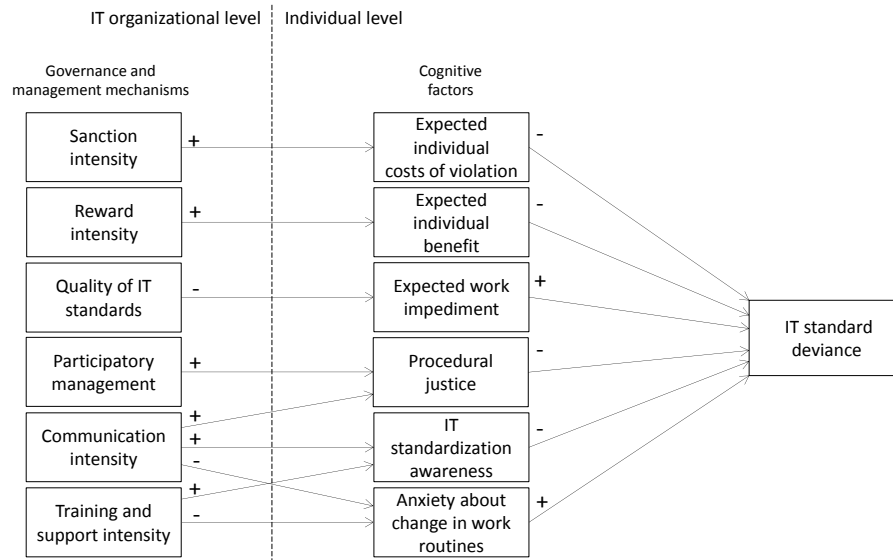 IT organizational level
Individual level
Governance and
management mechanisms
Cognitive
factors
Sanction
intensity
+
Expected
individual
costs of violation
-
Reward
intensity
+
Expected
individual
benefit
-
Quality of IT
standards
-
Expected work
impediment
+
IT standard
deviance
Participatory
management
+
Procedural
justice
-
Communication
intensity
+
+
-
IT
standardization
awareness
-
Training and
support intensity
+
-
Anxiety about
change in work
routines
+